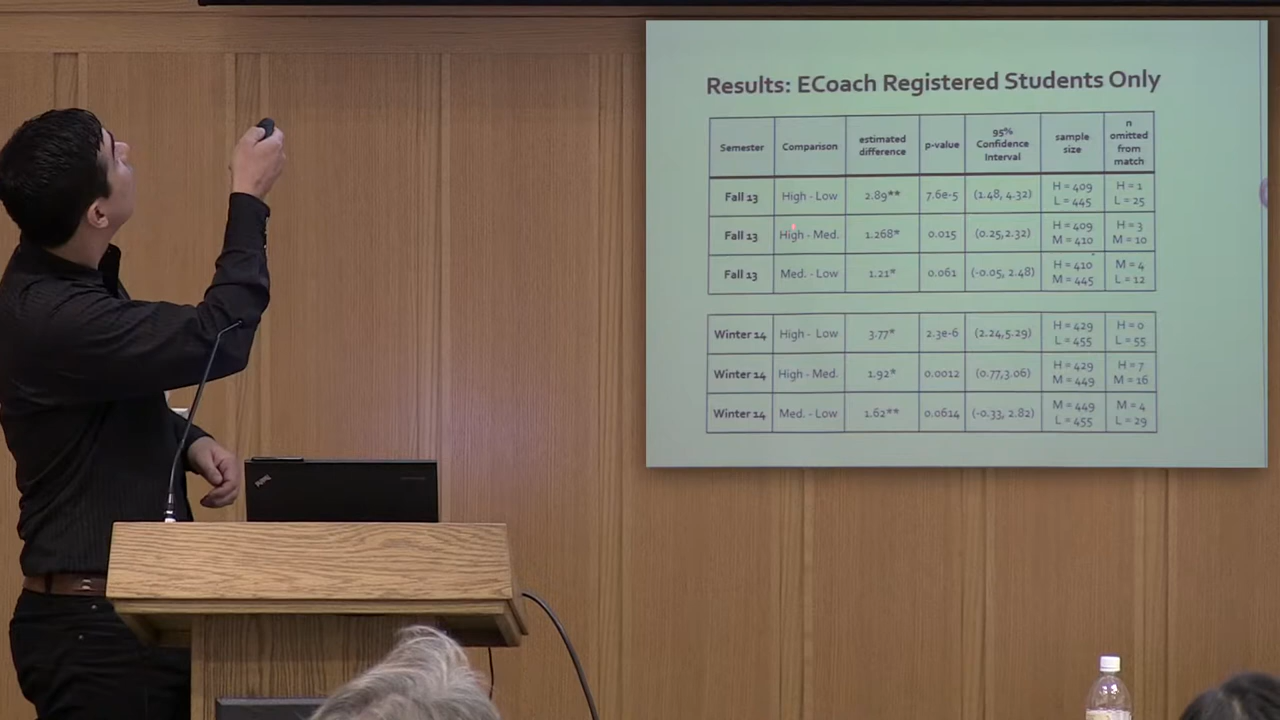 Results: ECoach Registered Students Only
Semester Comparison estimated difference p-value 95% Confidence Interval sample size n omitted from match
Fall 13 High - Low 2.89** 7.6e-5 (1.48, 4.32) H = 409 L = 445 H = 1 L = 25
Fall 13 High - Med. 1.268* 0.015 (0.25,2.32) H = 409 M = 410 H = 3 M = 10
Fall 13 Med. - Low 1.21* 0.061 (-0.05, 2.48) H = 410 M = 445 M = 4 L = 12
Winter 14 High - Low 3.77* 2.3e-6 (2.24,5.29) H = 429 L = 455 H = 0 L = 55
Winter 14 High - Med. 1.92* 0.0012 (0.77,3.06) H = 429 M = 449 H = 7 M = 16
Winter 14 Med. - Low 1.62** 0.0614 (-0.33, 2.82) M = 449 L = 455 M = 4 L = 29